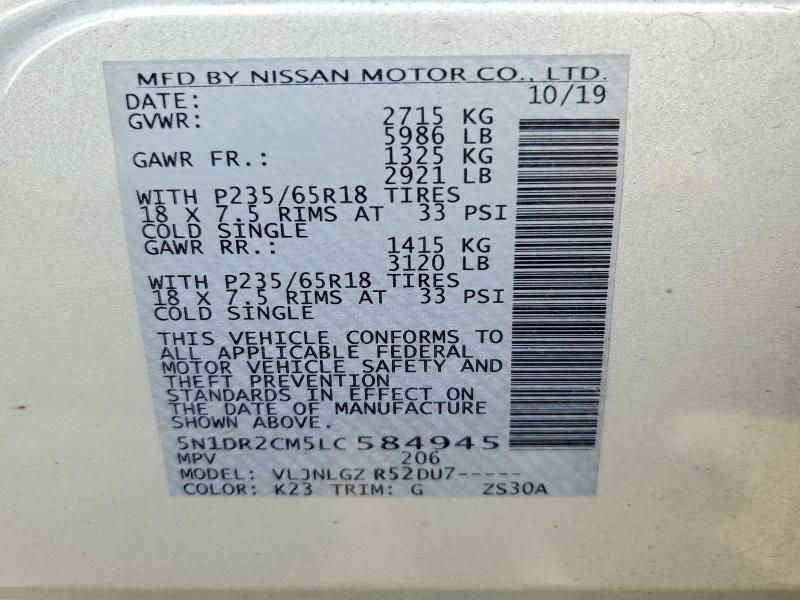 MFD BY NISSAN MOTOR CO., LTD.
DATE: 10/19
GVWR: 2715 KG
5986 LB
GAWR FR.: 1325 KG
2921 LB
WITH P235/65R18 TIRES
18 X 7.5 RIMS AT 33 PSI
COLD SINGLE
GAWR RR.: 1415 KG
3120 LB
WITH P235/65R18 TIRES
18 X 7.5 RIMS AT 33 PSI
COLD SINGLE
THIS VEHICLE CONFORMS TO
ALL APPLICABLE FEDERAL
MOTOR VEHICLE SAFETY AND
THEFT PREVENTION
STANDARDS IN EFFECT ON
THE DATE OF MANUFACTURE
SHOWN ABOVE.
5N1DR2CM5LC584945
MPV 206
MODEL: VLJNLGZ R52DU7-----
COLOR: K23 TRIM: G ZS30A